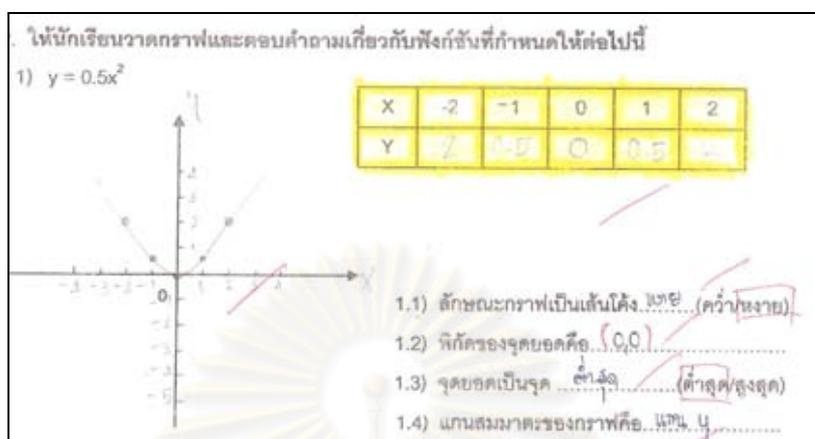 ให้นักเรียนวาดกราฟและตอบคำถามเกี่ยวกับฟังก์ชันที่กำหนดให้ต่อไปนี้
1) y = 0.5x²
X -2 -1 0 1 2
Y 2 0.5 0 0.5
y
X
0
1.1) ลักษณะกราฟเป็นเส้นโค้ง หงาย (คว่ำ/หงาย)
1.2) พิกัดของจุดยอดคือ (0,0)
1.3) จุดยอดเป็นจุด ต่ำสุด (ต่ำสุด/สูงสุด)
1.4) แกนสมมาตรของกราฟคือ แกน y